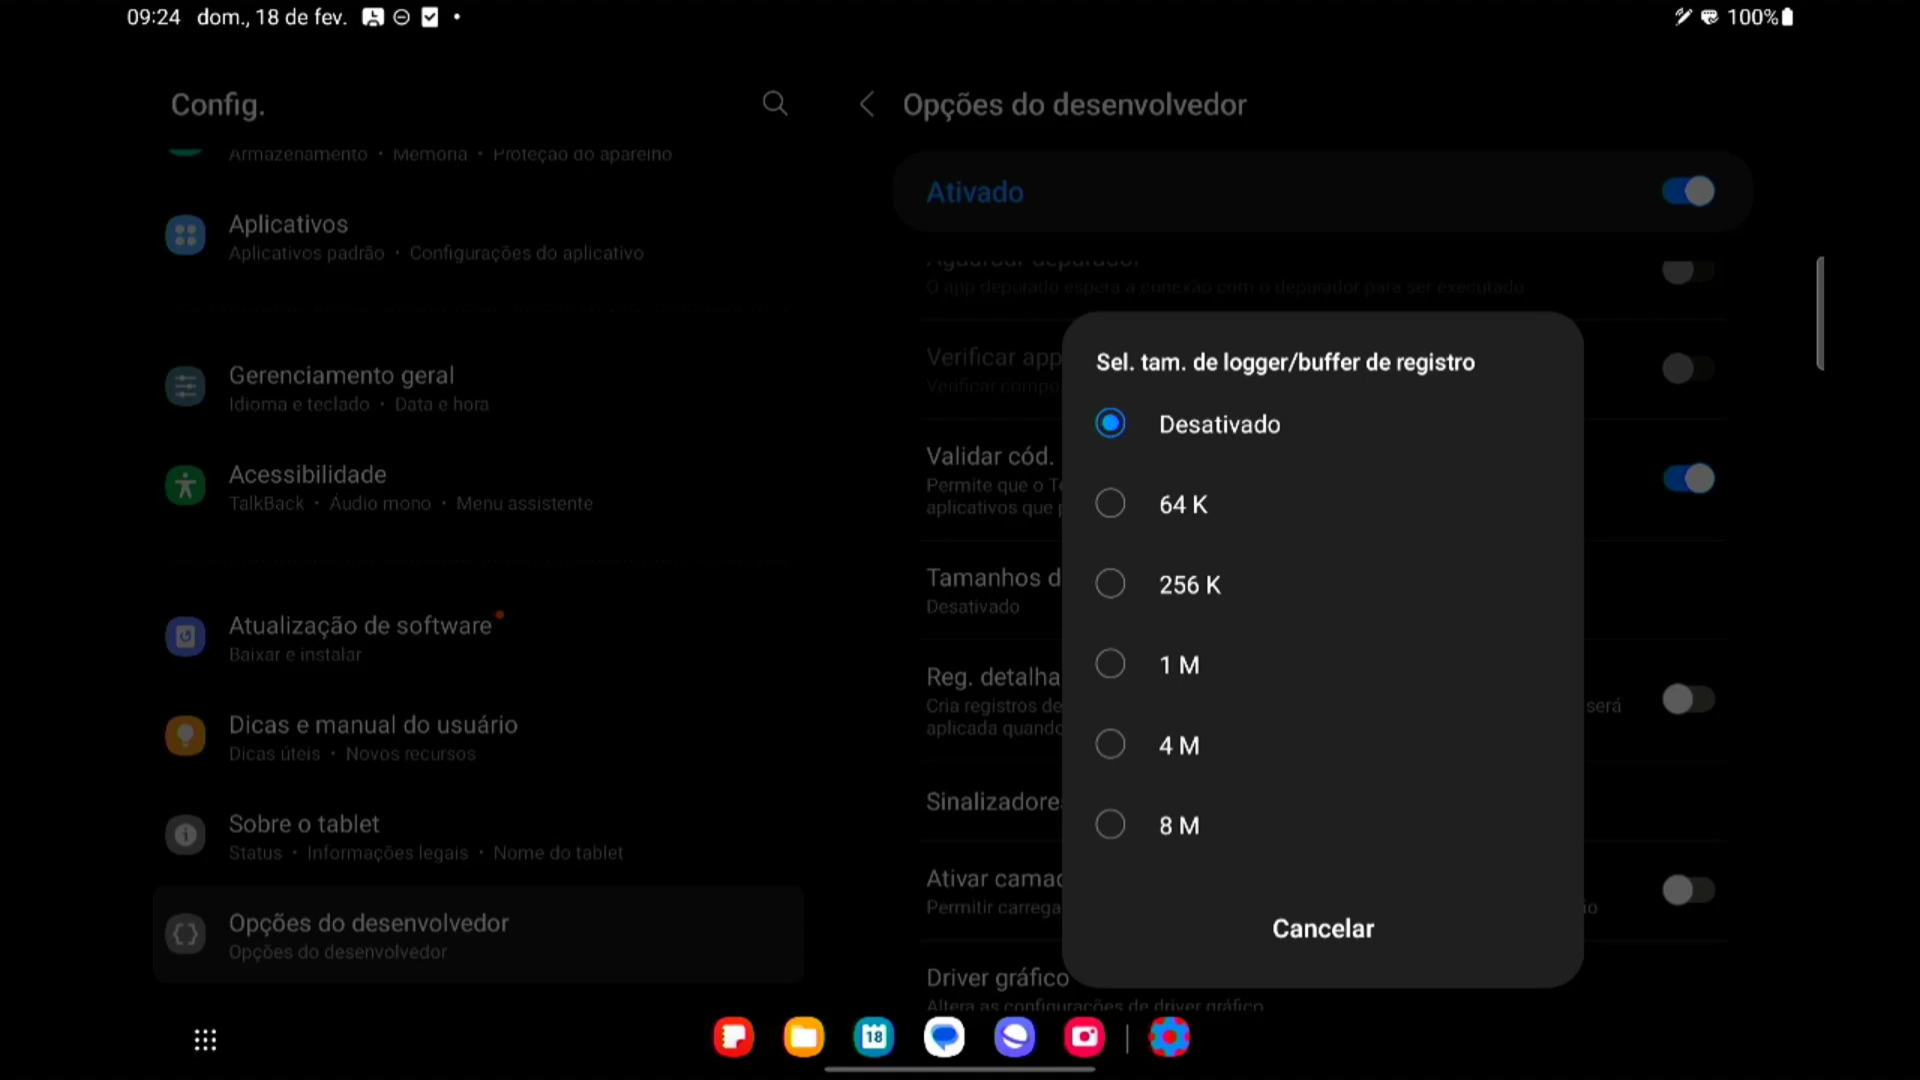 09:24 dom., 18 de fev.
100%
Config.
Armazenamento • Memória • Proteção do aparelho
Aplicativos
Aplicativos padrão • Configurações do aplicativo
Gerenciamento geral
Idioma e teclado • Data e hora
Acessibilidade
TalkBack • Áudio mono • Menu assistente
Atualização de software
Baixar e instalar
Dicas e manual do usuário
Dicas úteis • Novos recursos
Sobre o tablet
Status • Informações legais • Nome do tablet
Opções do desenvolvedor
Opções do desenvolvedor
Opções do desenvolvedor
Ativado
Aguardar depurador
O app depurado espera a conexão com o depurador para ser executado
Verificar app
Verificar
Validar cód.
Permite que o
aplicativos que
Tamanhos
Desativado
Reg.
Cria registros de
será
aplicada
Ativar
Permitir
Driver gráfico
Altera as configurações de driver gráfico
Sel. tam. de logger/buffer de registro
Desativado
64 K
256 K
1 M
4 M
8 M
Cancelar
18